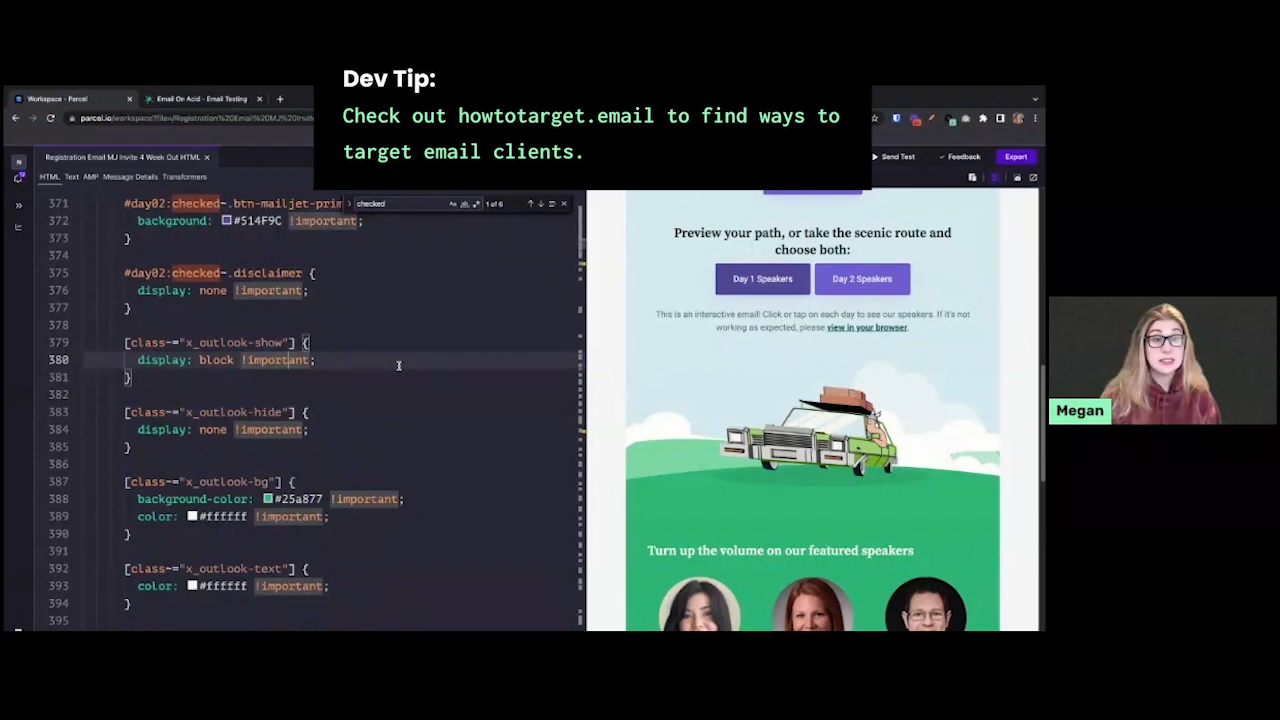 Dev Tip:
Check out howtotarget.email to find ways to
target email clients.
Workspace - Parcel
Email On Acid - Email Testing
parcel.io/workspace?file=/Registration%20Email%20MJ%20Invit
Registration Email MJ Invite 4 Week Out HTML
Send Test
Feedback
Export
HTML Text AMP Message Details Transformers
checked
1 of 6
371 #day02:checked~.btn-mailjet-prim
372 background: #514F9C !important;
373 }
374
375 #day02:checked~.disclaimer {
376 display: none !important;
377 }
378
379 [class~="x_outlook-show"] {
380 display: block !important;
381 }
382
383 [class~="x_outlook-hide"] {
384 display: none !important;
385 }
386
387 [class~="x_outlook-bg"] {
388 background-color: #25a877 !important;
389 color: #ffffff !important;
390 }
391
392 [class~="x_outlook-text"] {
393 color: #ffffff !important;
394 }
395
Preview your path, or take the scenic route and
choose both:
Day 1 Speakers
Day 2 Speakers
This is an interactive email! Click or tap on each day to see our speakers. If it's not
working as expected, please view in your browser.
Turn up the volume on our featured speakers
Megan